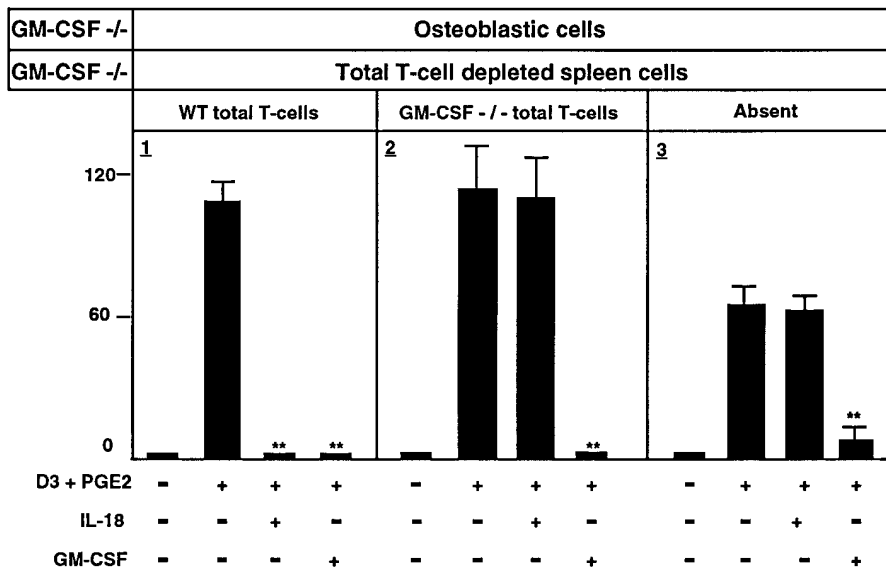 GM-CSF -/- Osteoblastic cells
GM-CSF -/- Total T-cell depleted spleen cells
WT total T-cells GM-CSF -/- total T-cells Absent
1 2 3
120
60
0
** ** ** **
D3 + PGE2 - + + + - + + + - + + +
IL-18 - - + - - - + - - - + -
GM-CSF - - - + - - - + - - - +